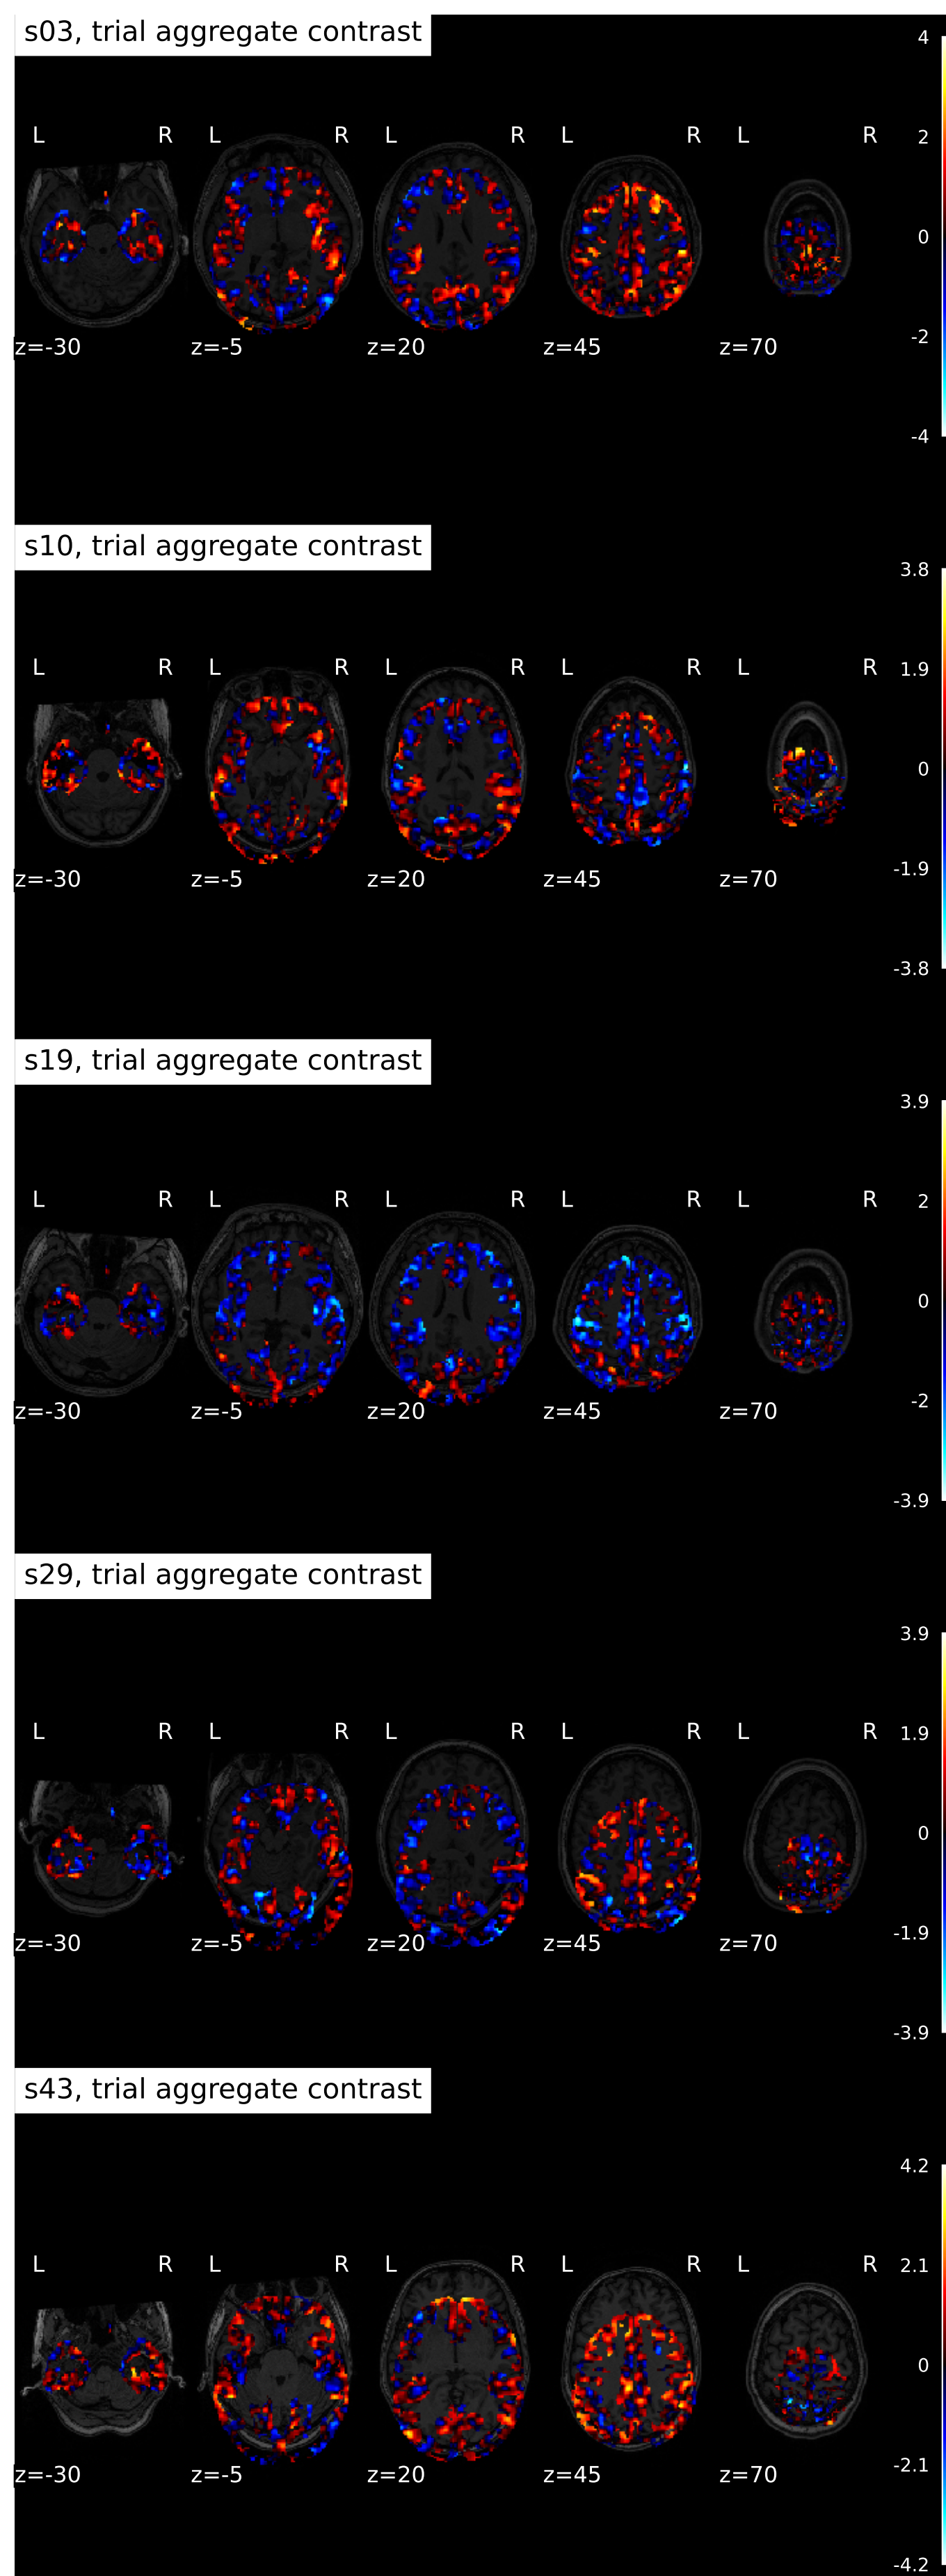 s03, trial aggregate contrast
4
L R L R L R L R L R
2
0
-2
z=-30 z=-5 z=20 z=45 z=70
-4
s10, trial aggregate contrast
3.8
L R L R L R L R L R
1.9
0
-1.9
z=-30 z=-5 z=20 z=45 z=70
-3.8
s19, trial aggregate contrast
3.9
L R L R L R L R L R
2
0
-2
z=-30 z=-5 z=20 z=45 z=70
-3.9
s29, trial aggregate contrast
3.9
L R L R L R L R L R
1.9
0
-1.9
z=-30 z=-5 z=20 z=45 z=70
-3.9
s43, trial aggregate contrast
4.2
L R L R L R L R L R
2.1
0
-2.1
z=-30 z=-5 z=20 z=45 z=70
-4.2